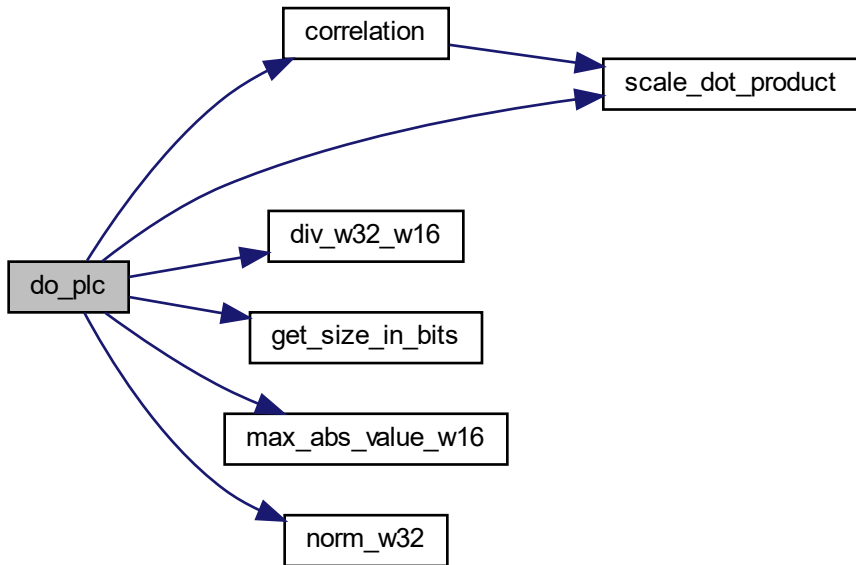 correlation
scale_dot_product
div_w32_w16
do_plc
get_size_in_bits
max_abs_value_w16
norm_w32